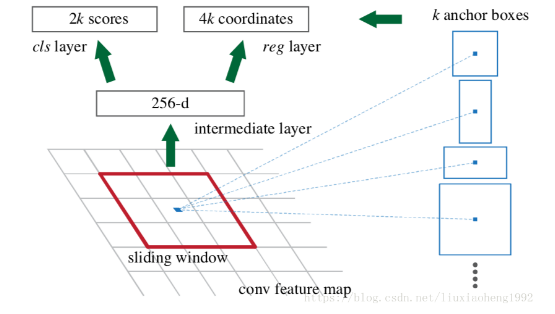 2k scores
4k coordinates
k anchor boxes
cls layer
reg layer
256-d
intermediate layer
sliding window
conv feature map
https://blog.csdn.net/liuxiaoheng1992